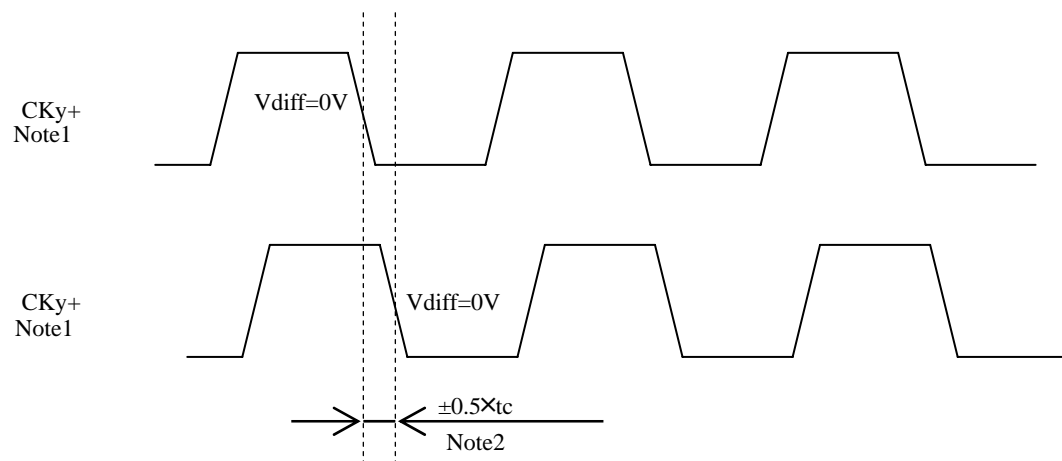 CKy+
Note1
Vdiff=0V
CKy+
Note1
Vdiff=0V
±0.5×tc
Note2